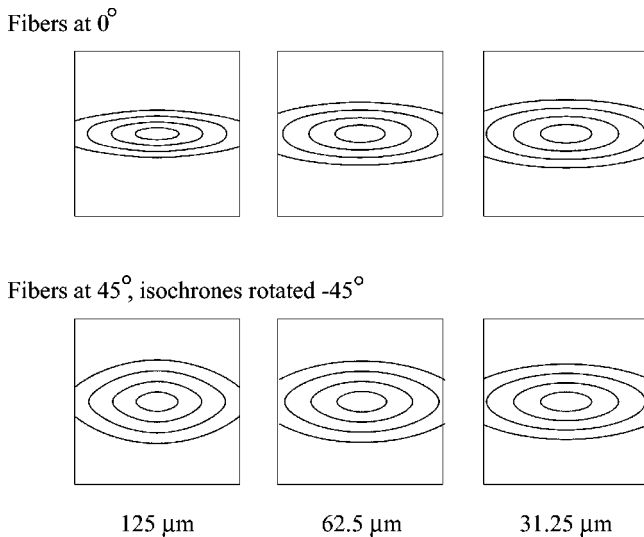 Fibers at 0°
Fibers at 45°, isochrones rotated -45°
125 μm 62.5 μm 31.25 μm